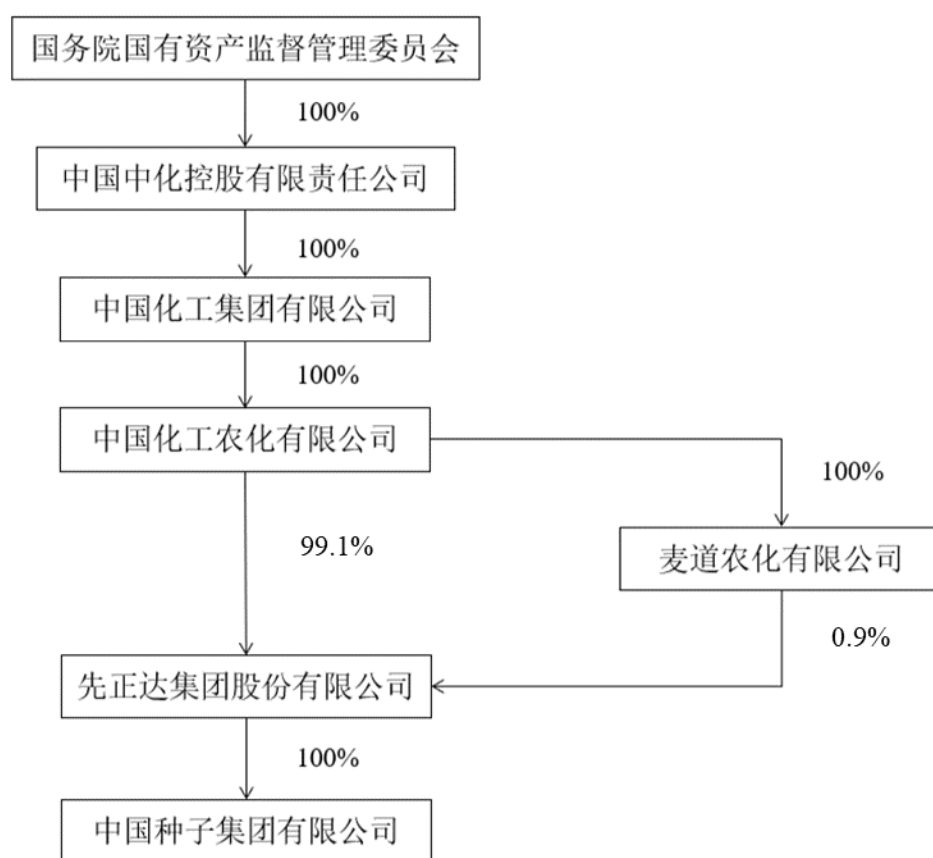 国务院国有资产监督管理委员会
100%
中国中化控股有限责任公司
100%
中国化工集团有限公司
100%
中国化工农化有限公司
100%
99.1%
麦道农化有限公司
0.9%
先正达集团股份有限公司
100%
中国种子集团有限公司